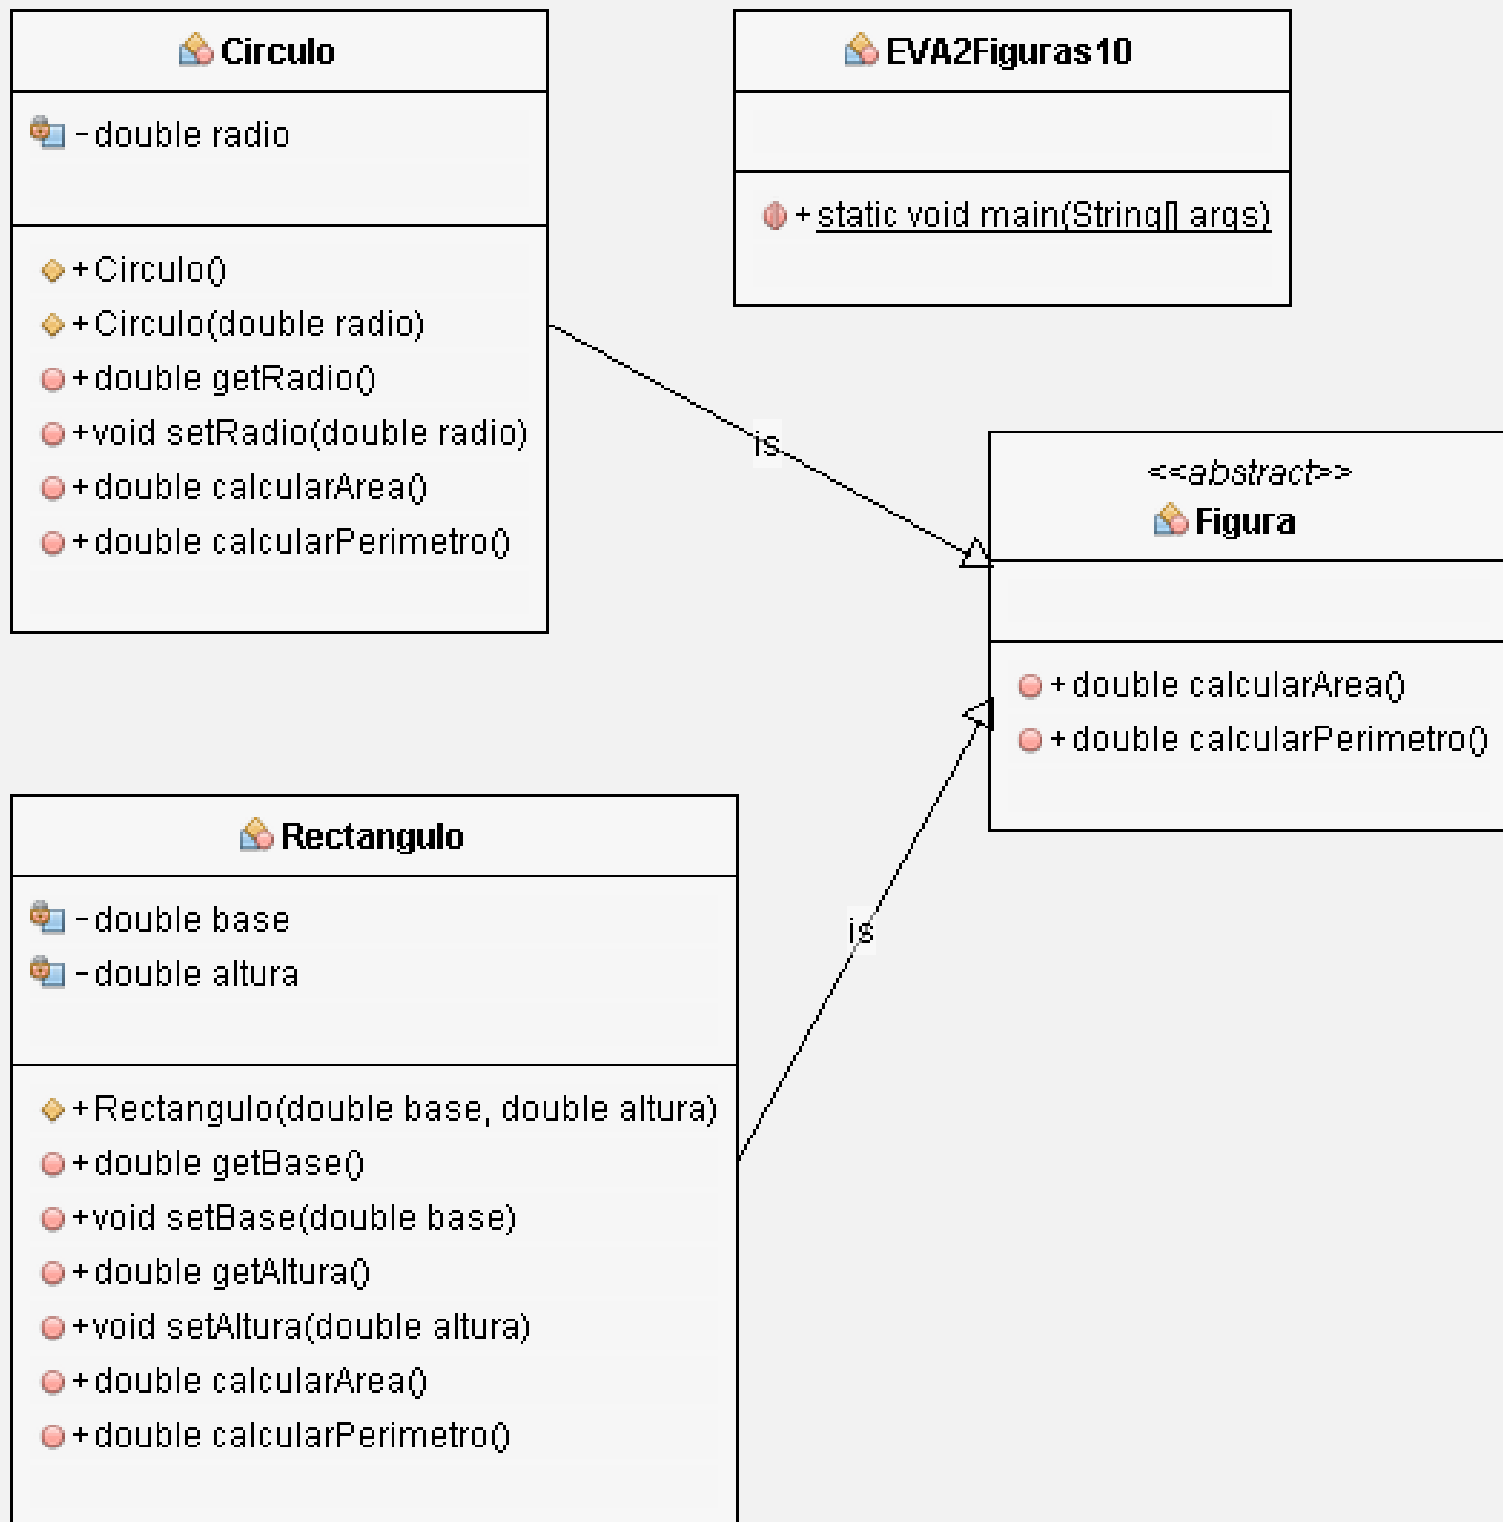 Circulo
-double radio
+Circulo()
+Circulo(double radio)
+double getRadio()
+void setRadio(double radio)
+double calcularArea()
+double calcularPerimetro()
EVA2Figuras10
+static void main(String[] args)
is
<<abstract>>
Figura
+double calcularArea()
+double calcularPerimetro()
is
Rectangulo
-double base
-double altura
+Rectangulo(double base, double altura)
+double getBase()
+void setBase(double base)
+double getAltura()
+void setAltura(double altura)
+double calcularArea()
+double calcularPerimetro()